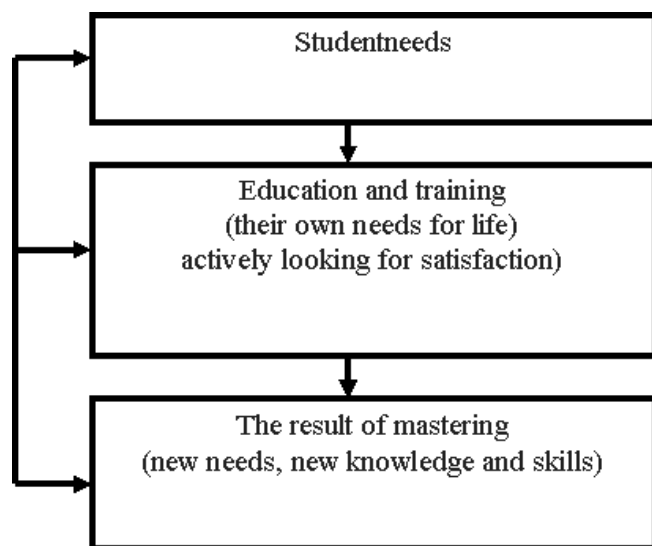 Studentneeds
Education and training
(their own needs for life)
actively looking for satisfaction)
The result of mastering
(new needs, new knowledge and skills)